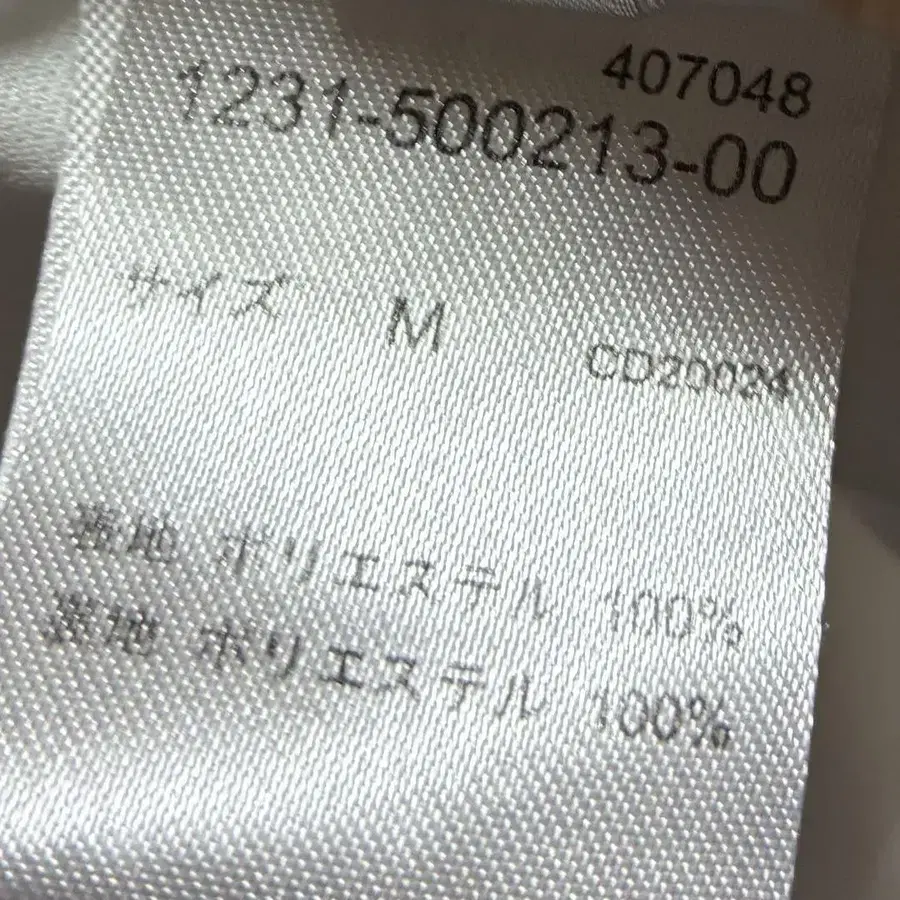 407048
1231-500213-00
サイズ M CD20024
表地 ポリエステル 100%
裏地 ポリエステル 100%